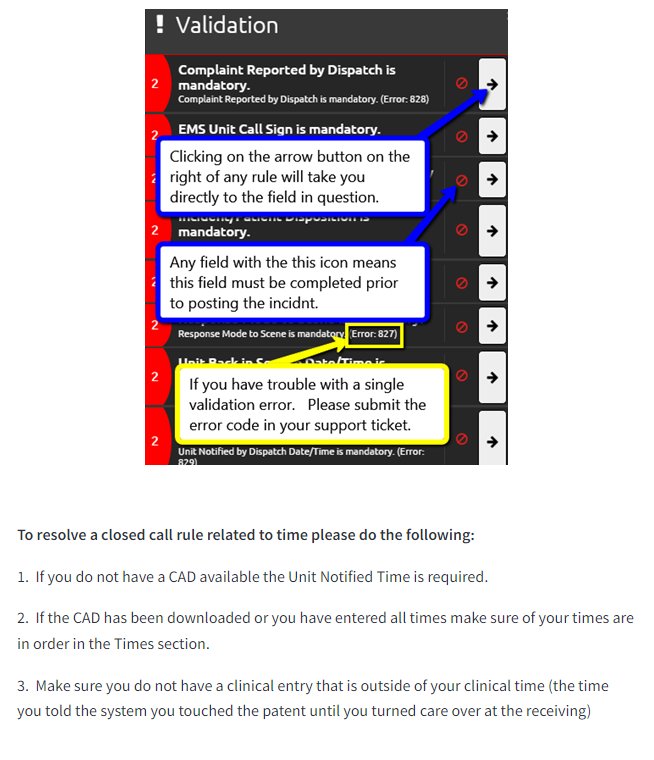 ! Validation
2
Complaint Reported by Dispatch is
mandatory.
Complaint Reported by Dispatch is mandatory. (Error: 828)
2
EMS Unit Call Sign is mandatory.
Clicking on the arrow button on the
right of any rule will take you
directly to the field in question.
2
mandatory.
Any field with the this icon means
this field must be completed prior
to posting the incidnt.
2
Response Mode to Scene is mandatory. (Error: 827)
2
If you have trouble with a single
validation error. Please submit the
error code in your support ticket.
2
Unit Notified by Dispatch Date/Time is mandatory. (Error:
829)
To resolve a closed call rule related to time please do the following:
1. If you do not have a CAD available the Unit Notified Time is required.
2. If the CAD has been downloaded or you have entered all times make sure of your times are
in order in the Times section.
3. Make sure you do not have a clinical entry that is outside of your clinical time (the time
you told the system you touched the patent until you turned care over at the receiving)